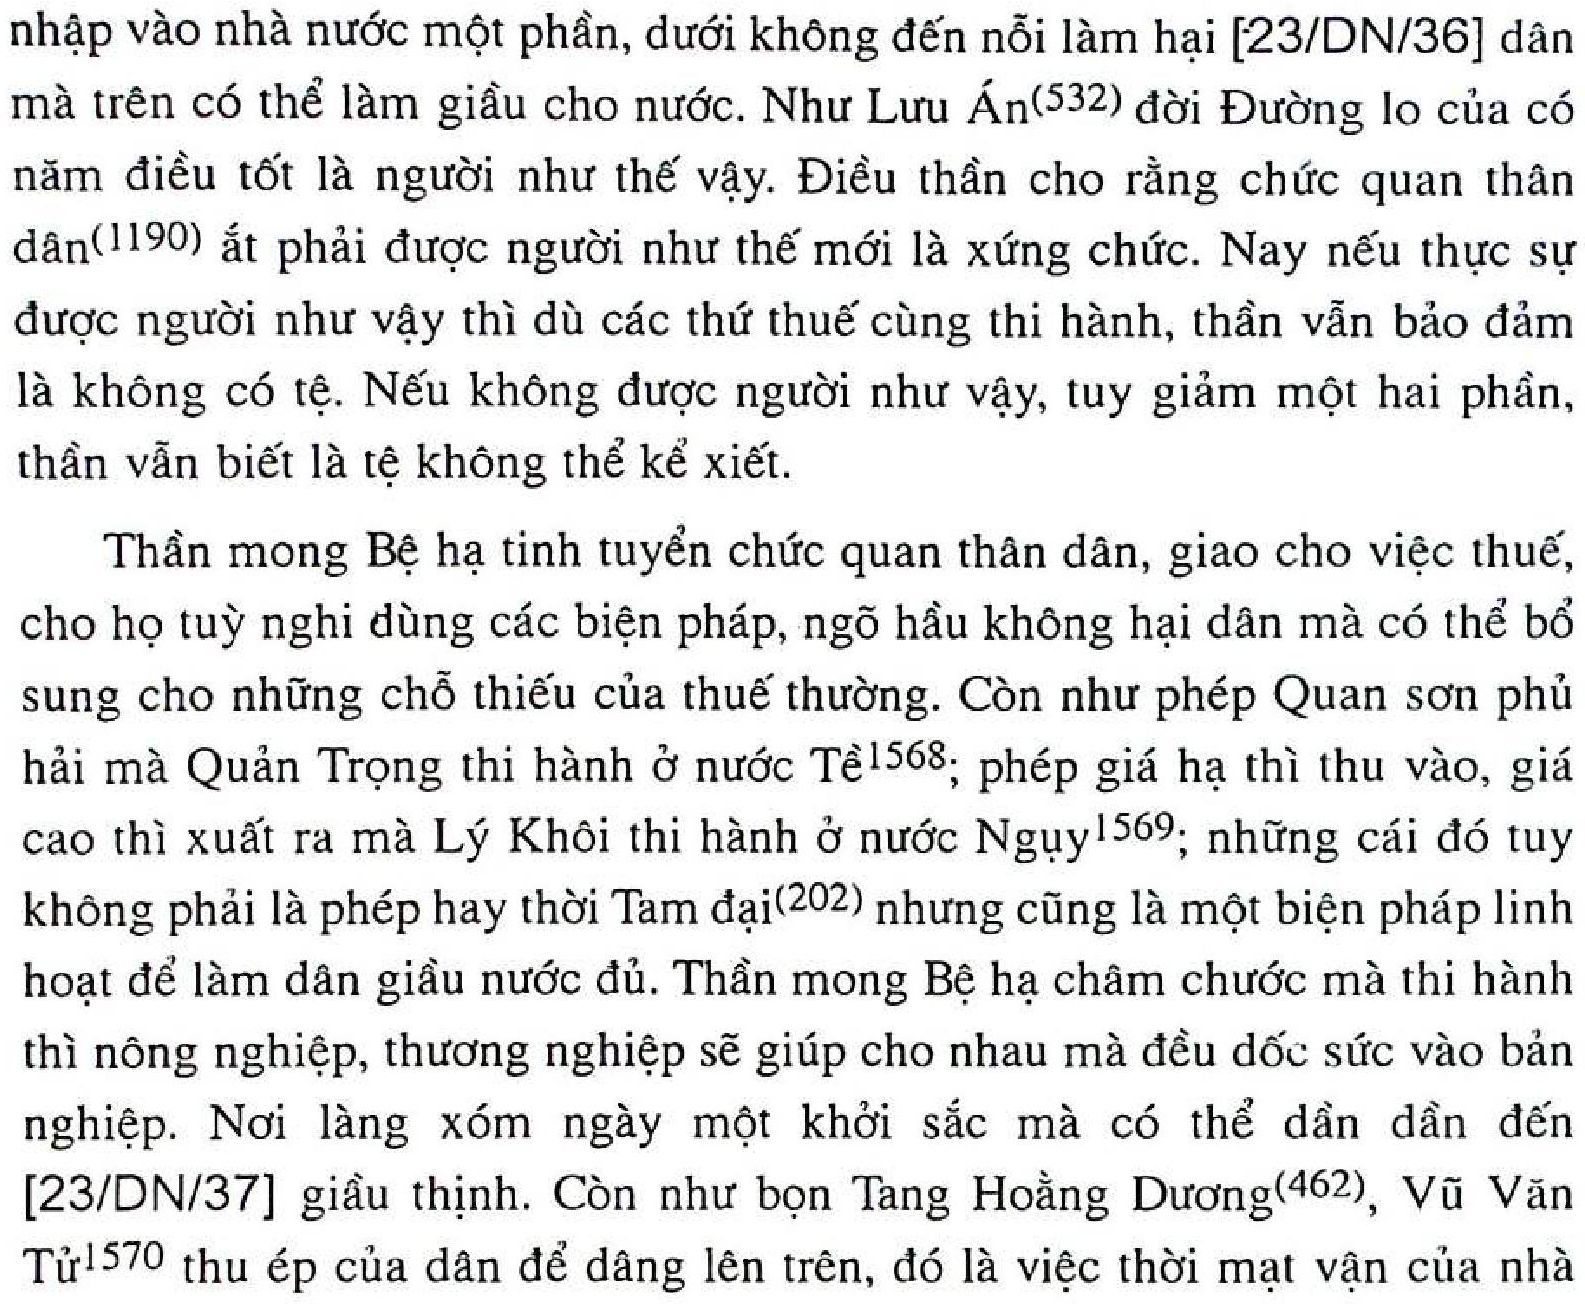 nhập vào nhà nước một phần, dưới không đến nỗi làm hại [23/DN/36] dân
mà trên có thể làm giầu cho nước. Như Lưu Án(532) đời Đường lo của có
năm điều tốt là người như thế vậy. Điều thần cho rằng chức quan thân
dân(1190) ắt phải được người như thế mới là xứng chức. Nay nếu thực sự
được người như vậy thì dù các thứ thuế cùng thi hành, thần vẫn bảo đảm
là không có tệ. Nếu không được người như vậy, tuy giảm một hai phần,
thần vẫn biết là tệ không thể kể xiết.
Thần mong Bệ hạ tinh tuyển chức quan thân dân, giao cho việc thuế,
cho họ tuỳ nghi dùng các biện pháp, ngõ hầu không hại dân mà có thể bổ
sung cho những chỗ thiếu của thuế thường. Còn như phép Quan sơn phủ
hải mà Quản Trọng thi hành ở nước Tề1568; phép giá hạ thì thu vào, giá
cao thì xuất ra mà Lý Khôi thi hành ở nước Ngụy1569; những cái đó tuy
không phải là phép hay thời Tam đại(202) nhưng cũng là một biện pháp linh
hoạt để làm dân giầu nước đủ. Thần mong Bệ hạ châm chước mà thi hành
thì nông nghiệp, thương nghiệp sẽ giúp cho nhau mà đều dốc sức vào bản
nghiệp. Nơi làng xóm ngày một khởi sắc mà có thể dần dần đến
[23/DN/37] giầu thịnh. Còn như bọn Tang Hoằng Dương(462), Vũ Văn
Tử1570 thu ép của dân để dâng lên trên, đó là việc thời mạt vận của nhà